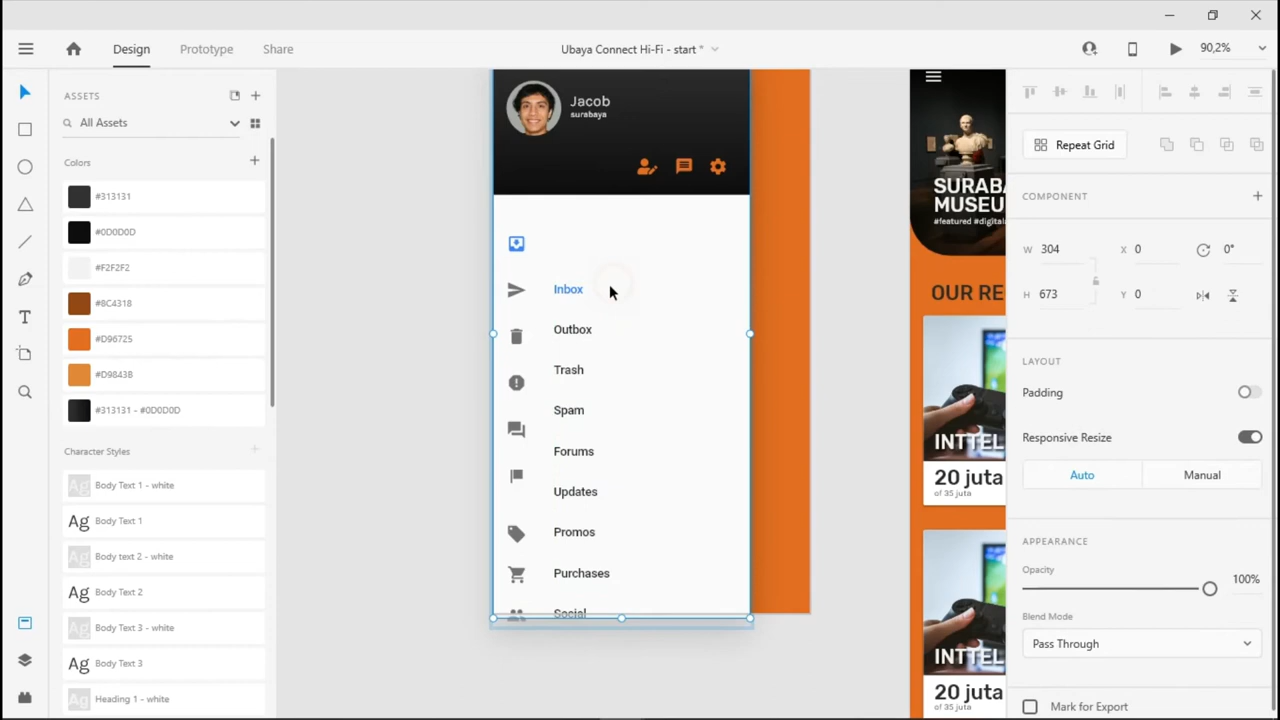 Design
Prototype
Share
Ubaya Connect Hi-Fi - start *
90,2%
ASSETS
All Assets
Colors
#313131
#0D0D0D
#F2F2F2
#8C4318
#D96725
#D9843B
#313131 - #0D0D0D
Character Styles
Ag Body Text 1 - white
Ag Body Text 1
Ag Body text 2 - white
Ag Body Text 2
Ag Body Text 3 - white
Ag Body Text 3
Ag Heading 1 - white
T
Jacob
surabaya
Inbox
Outbox
Trash
Spam
Forums
Updates
Promos
Purchases
Social
SURABA
MUSEU
#featured #digital
OUR RE
INTTEL
20 juta
of 35 juta
INTTEL
20 juta
of 35 juta
Repeat Grid
COMPONENT
W 304 X 0 0°
H 673 Y 0
LAYOUT
Padding
Responsive Resize
Auto Manual
APPEARANCE
Opacity
100%
Blend Mode
Pass Through
Mark for Export